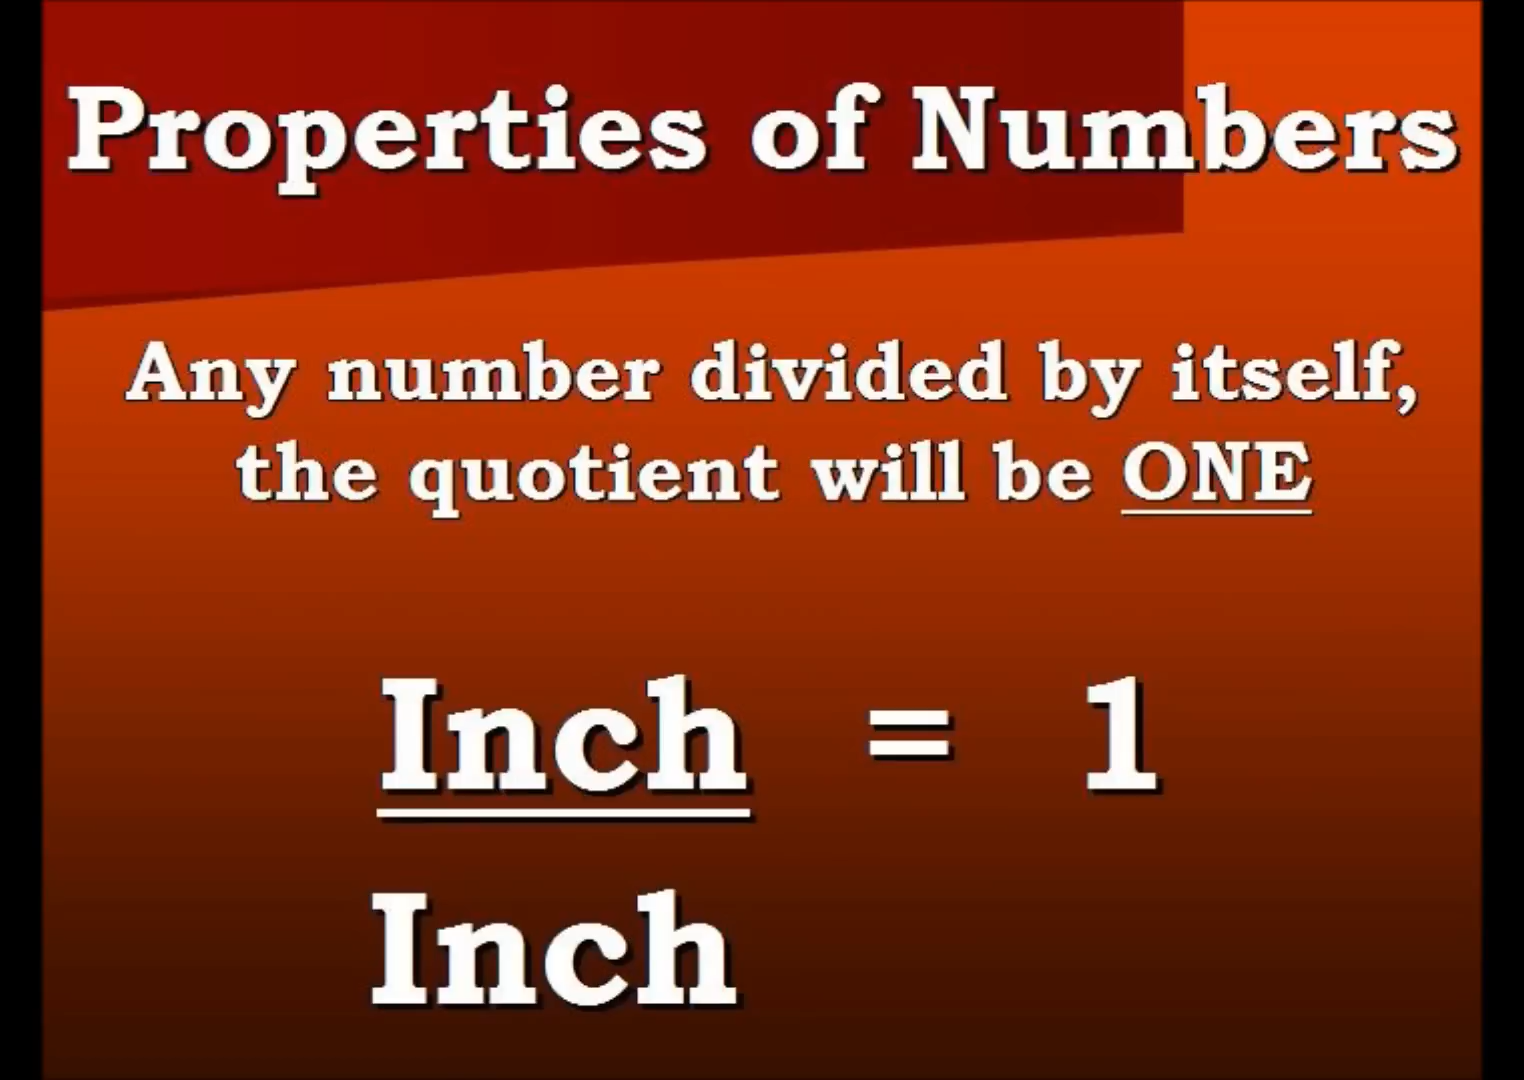 Properties of Numbers
Any number divided by itself,
the quotient will be ONE
Inch = 1
Inch